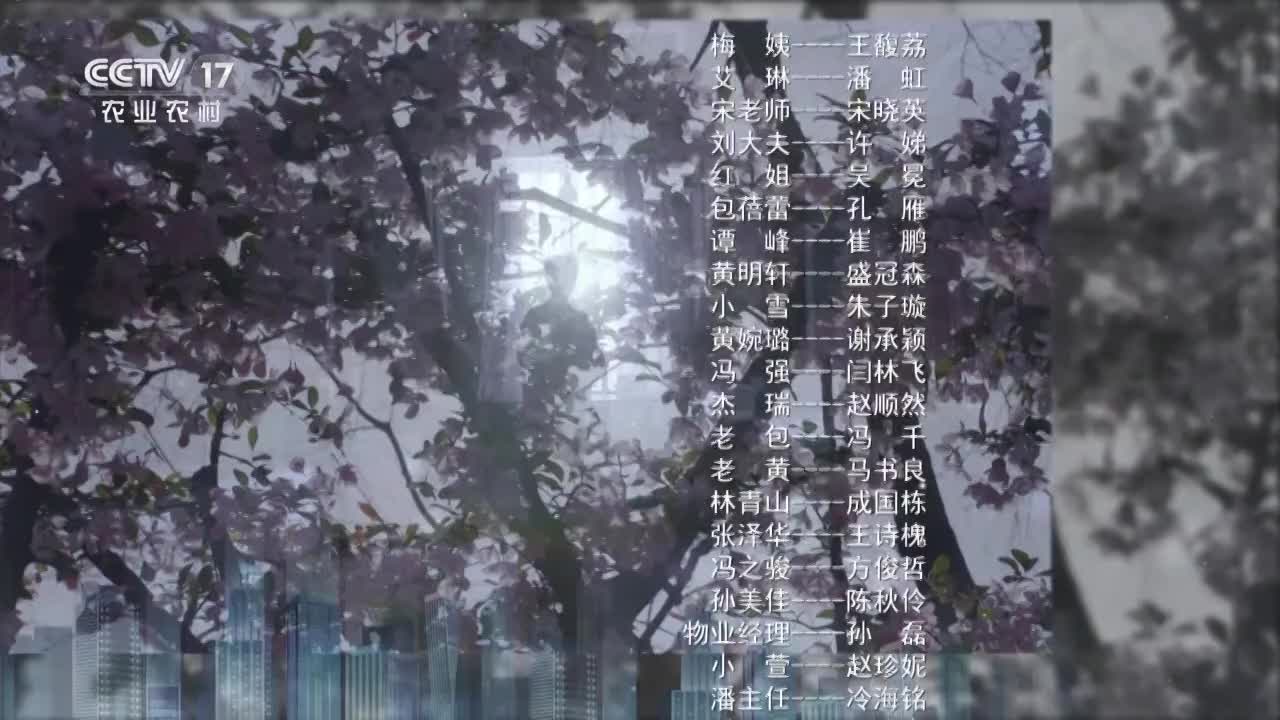 CCTV 17
农业农村
梅　姨----王馥荔
艾　琳----潘　虹
宋老师----宋晓英
刘大夫----许　娣
红　姐----吴　冕
包蓓蕾----孔　雁
谭　峰----崔　鹏
黄明轩----盛冠森
小　雪----朱子璇
黄婉璐----谢承颖
冯　强----闫林飞
杰　瑞----赵顺然
老　包----冯　千
老　黄----马书良
林青山----成国栋
张泽华----王诗槐
冯之骏----方俊哲
孙美佳----陈秋伶
物业经理----孙　磊
小　萱----赵珍妮
潘主任----冷海铭